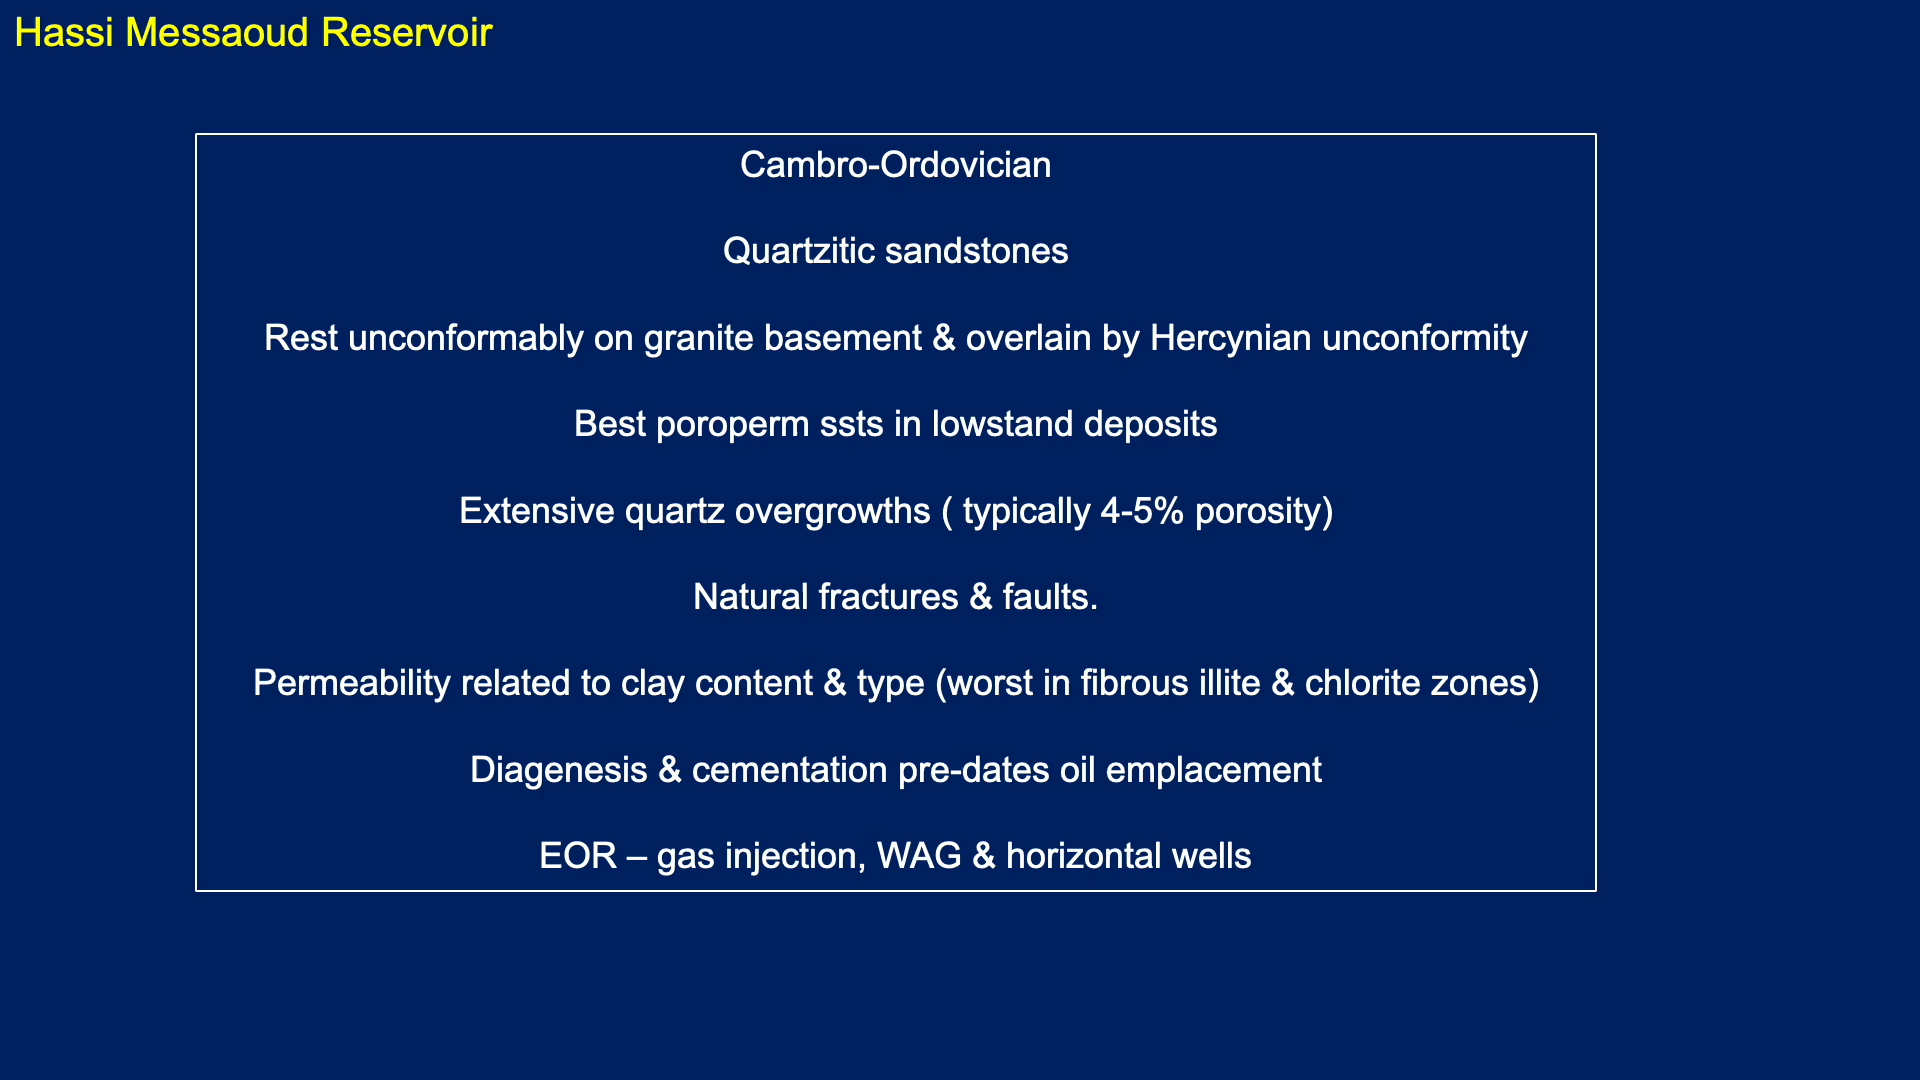 Hassi Messaoud Reservoir
Cambro-Ordovician
Quartzitic sandstones
Rest unconformably on granite basement & overlain by Hercynian unconformity
Best poroperm ssts in lowstand deposits
Extensive quartz overgrowths ( typically 4-5% porosity)
Natural fractures & faults.
Permeability related to clay content & type (worst in fibrous illite & chlorite zones)
Diagenesis & cementation pre-dates oil emplacement
EOR – gas injection, WAG & horizontal wells